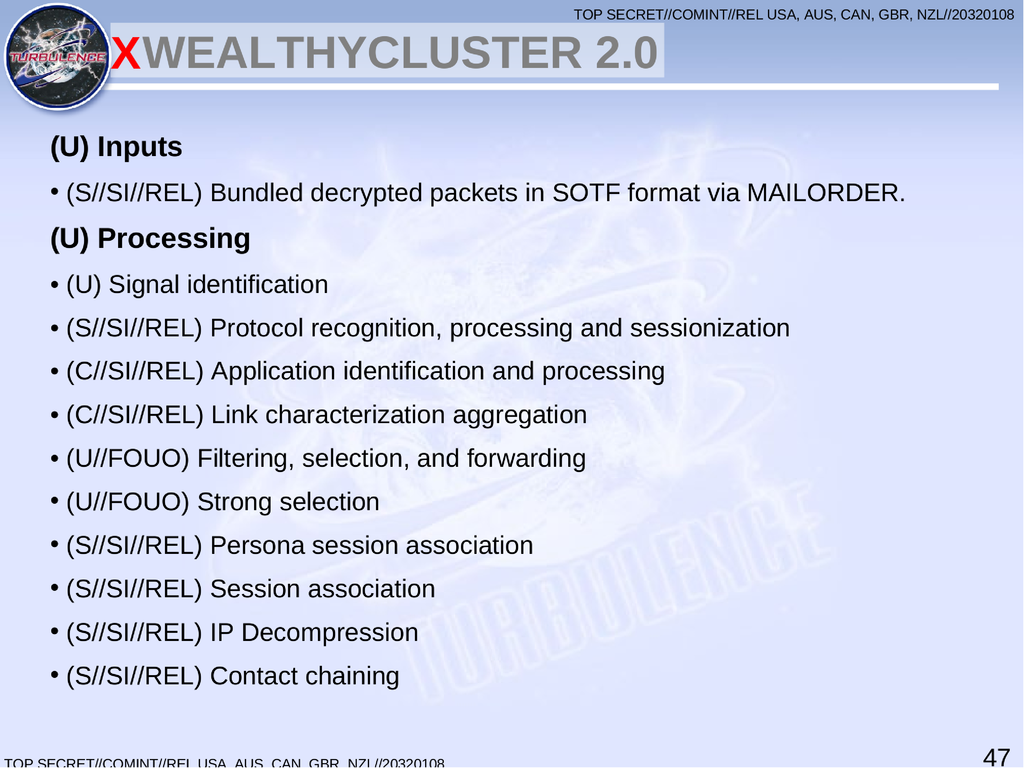 TOP SECRET//COMINT//REL USA, AUS, CAN, GBR, NZL//20320108
TURBULENCE
XWEALTHYCLUSTER 2.0
(U) Inputs
• (S//SI//REL) Bundled decrypted packets in SOTF format via MAILORDER.
(U) Processing
• (U) Signal identification
• (S//SI//REL) Protocol recognition, processing and sessionization
• (C//SI//REL) Application identification and processing
• (C//SI//REL) Link characterization aggregation
• (U//FOUO) Filtering, selection, and forwarding
• (U//FOUO) Strong selection
• (S//SI//REL) Persona session association
• (S//SI//REL) Session association
• (S//SI//REL) IP Decompression
• (S//SI//REL) Contact chaining
TURBULENCE
47
TOP SECRET//COMINT//REL USA, AUS, CAN, GBR, NZL//20320108